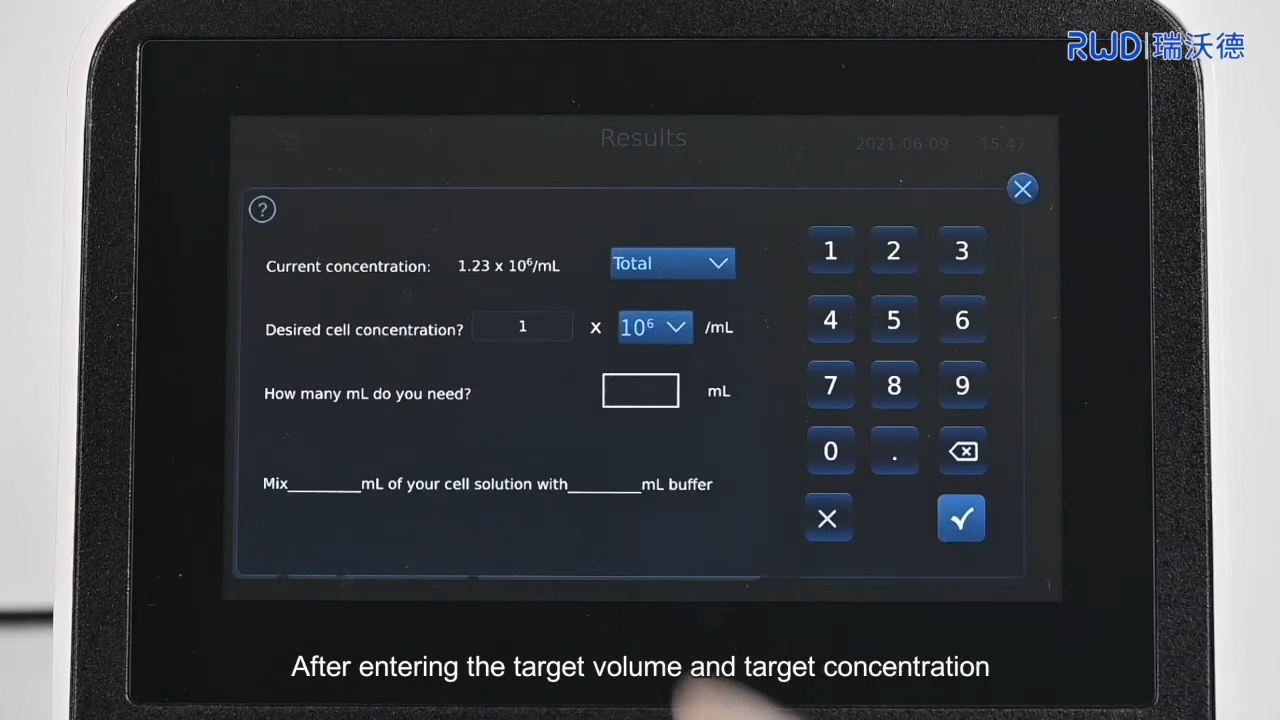 RWD 瑞沃德
Results 2021-06-09 15:47
?
Current concentration: 1.23 x 10⁶/mL Total
Desired cell concentration? 1 x 10⁶ /mL
How many mL do you need? mL
Mix_________mL of your cell solution with_________mL buffer
1 2 3
4 5 6
7 8 9
0 .
After entering the target volume and target concentration